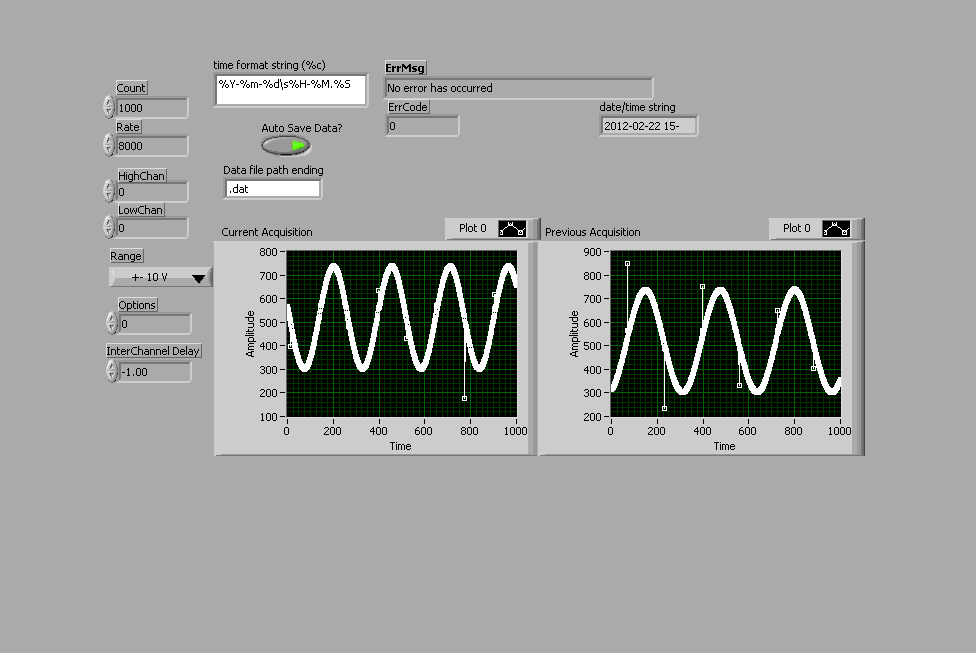 time format string (%c)
%Y-%m-%d\s%H-%M.%S
ErrMsg
No error has occurred
ErrCode
0
date/time string
2012-02-22 15-
Count
1000
Rate
8000
Auto Save Data?
Data file path ending
.dat
HighChan
0
LowChan
0
Range
+- 10 V
Options
0
InterChannel Delay
-1.00
Current Acquisition
Plot 0
800
700
600
500
400
300
200
100
Amplitude
0 200 400 600 800 1000
Time
Previous Acquisition
Plot 0
900
800
700
600
500
400
300
200
Amplitude
0 200 400 600 800 1000
Time